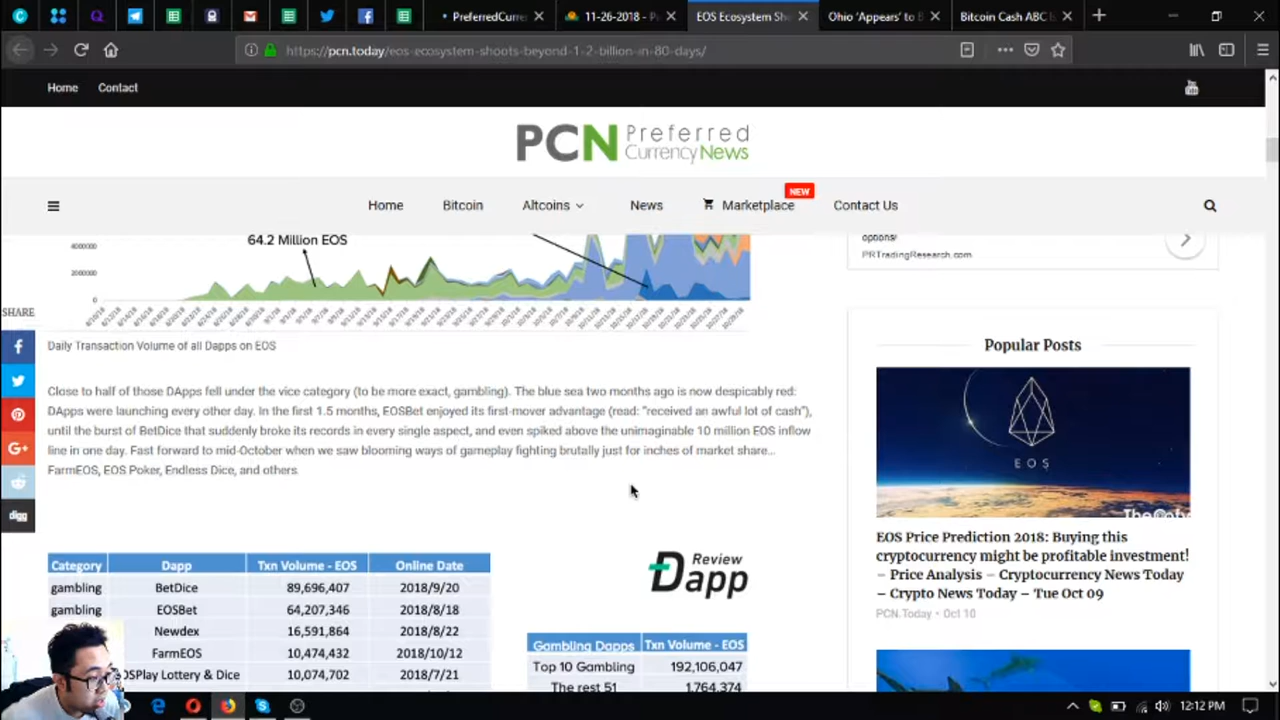 PreferredCurre
11-26-2018 - P
EOS Ecosystem Sh
Ohio 'Appears' to B
Bitcoin Cash ABC
https://pcn.today/eos-ecosystem-shoots-beyond-1-2-billion-in-80-days/
Home Contact
PCN Preferred
CurrencyNews
NEW
Home Bitcoin Altcoins News Marketplace Contact Us
64.2 Million EOS
4000000
2000000
0
options!
PRTradingResearch.com
SHARE
Daily Transaction Volume of all Dapps on EOS
Close to half of those DApps fell under the vice category (to be more exact, gambling). The blue sea two months ago is now despicably red:
DApps were launching every other day. In the first 1.5 months, EOSBet enjoyed its first-mover advantage (read: "received an awful lot of cash"),
until the burst of BetDice that suddenly broke its records in every single aspect, and even spiked above the unimaginable 10 million EOS inflow
line in one day. Fast forward to mid-October when we saw blooming ways of gameplay fighting brutally just for inches of market share...
FarmEOS, EOS Poker, Endless Dice, and others.
digg
Category Dapp Txn Volume - EOS Online Date
gambling BetDice 89,696,407 2018/9/20
gambling EOSBet 64,207,346 2018/8/18
Newdex 16,591,864 2018/8/22
FarmEOS 10,474,432 2018/10/12
OSPlay Lottery & Dice 10,074,702 2018/7/21
Review
Dapp
Gambling Dapps Txn Volume - EOS
Top 10 Gambling 192,106,047
The rest 51 1,764,374
Popular Posts
EOS
EOS Price Prediction 2018: Buying this
cryptocurrency might be profitable investment!
– Price Analysis – Cryptocurrency News Today
– Crypto News Today – Tue Oct 09
PCN.Today • Oct 10
12:12 PM